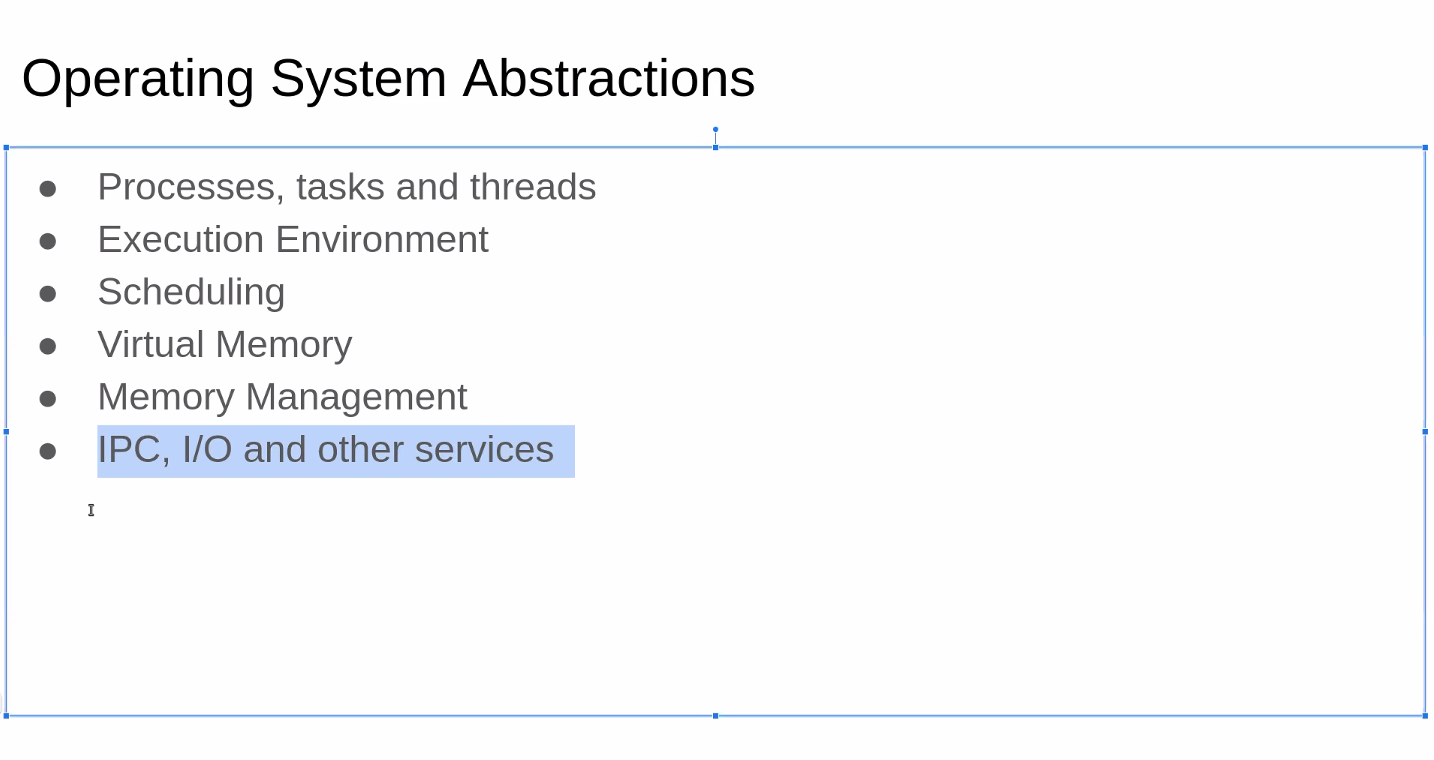 Operating System Abstractions
● Processes, tasks and threads
● Execution Environment
● Scheduling
● Virtual Memory
● Memory Management
● IPC, I/O and other services